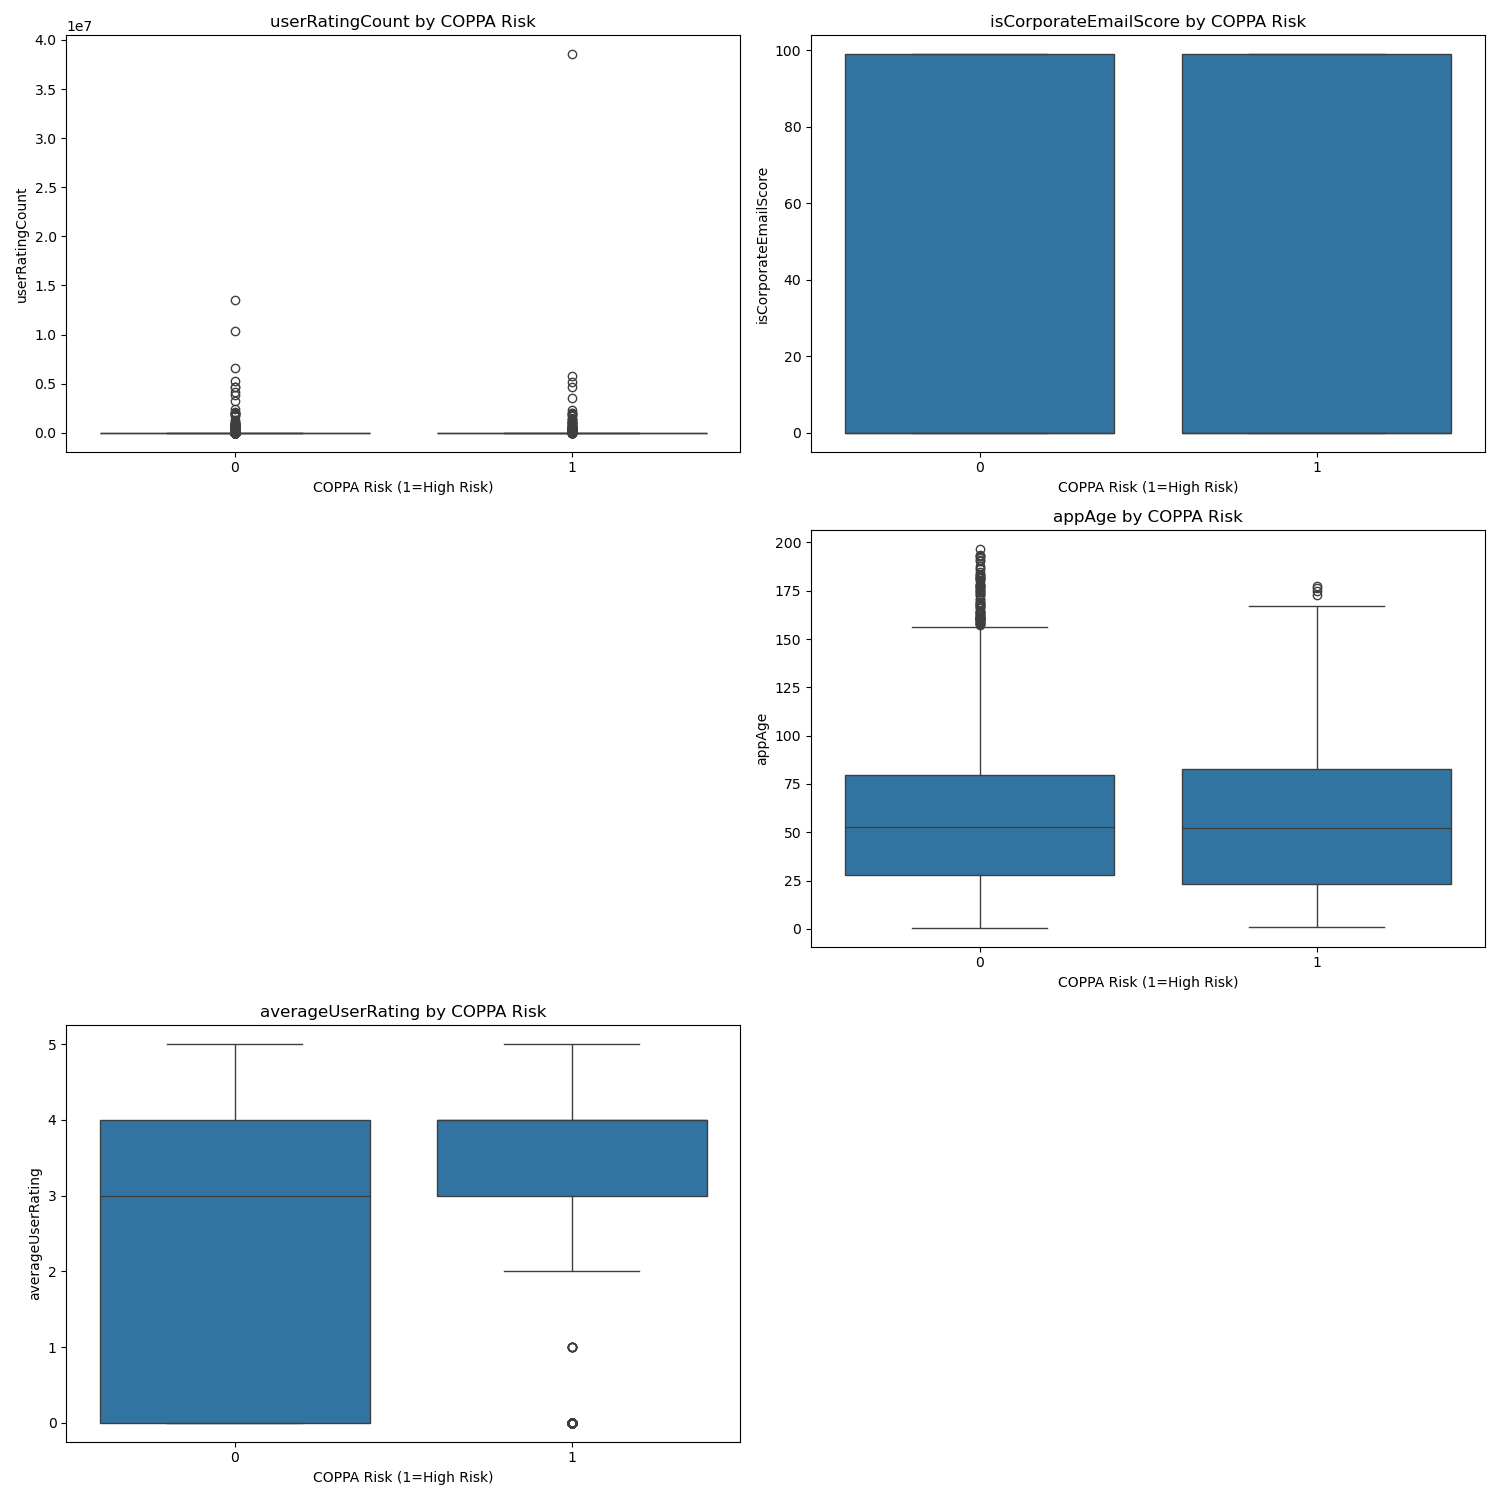 userRatingCount by COPPA Risk
1e7
4.0
3.5
3.0
2.5
2.0
1.5
1.0
0.5
0.0
userRatingCount
0 1
COPPA Risk (1=High Risk)
isCorporateEmailScore by COPPA Risk
100
80
60
40
20
0
isCorporateEmailScore
0 1
COPPA Risk (1=High Risk)
appAge by COPPA Risk
200
175
150
125
100
75
50
25
0
appAge
0 1
COPPA Risk (1=High Risk)
averageUserRating by COPPA Risk
5
4
3
2
1
0
averageUserRating
0 1
COPPA Risk (1=High Risk)